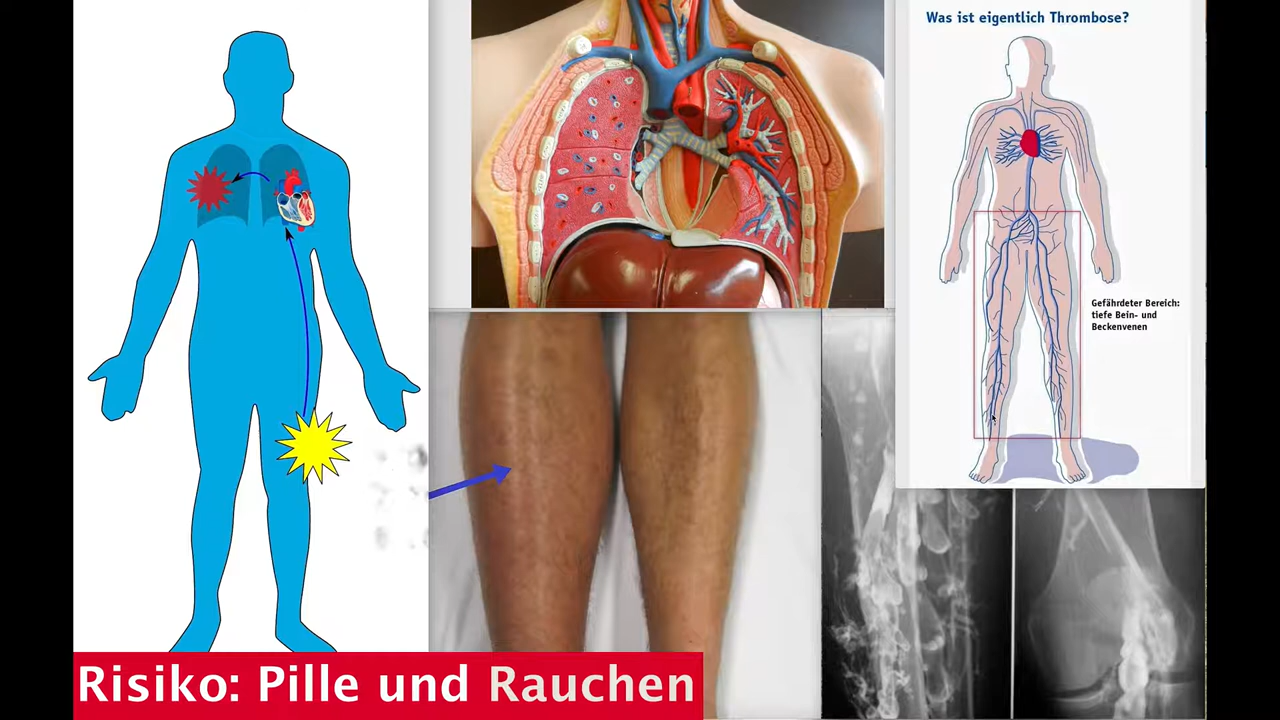 Was ist eigentlich Thrombose?
Gefährdeter Bereich:
tiefe Bein- und
Beckenvenen
Risiko: Pille und Rauchen